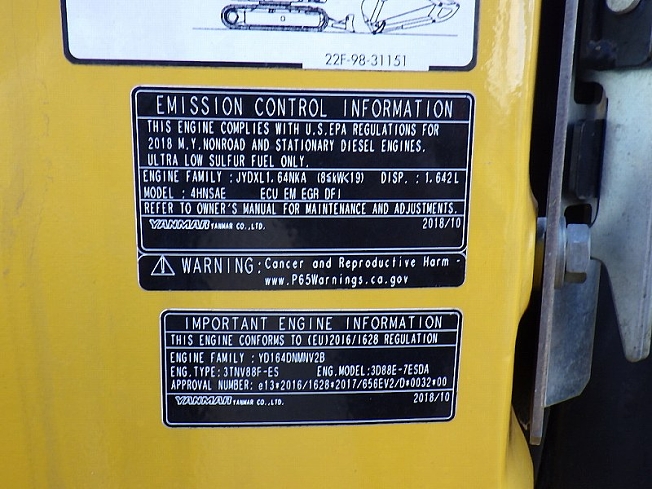 22F-98-31151
EMISSION CONTROL INFORMATION
THIS ENGINE COMPLIES WITH U.S.EPA REGULATIONS FOR
2018 M.Y.NONROAD AND STATIONARY DIESEL ENGINES.
ULTRA LOW SULFUR FUEL ONLY.
ENGINE FAMILY : JYDXL1.64NKA (8≤kW<19) DISP. : 1.642L
MODEL : 4HNSAE ECU EM EGR DFI
REFER TO OWNER'S MANUAL FOR MAINTENANCE AND ADJUSTMENTS.
YANMAR YANMAR CO.,LTD. 2018/10
⚠ WARNING: Cancer and Reproductive Harm -
www.P65Warnings.ca.gov
IMPORTANT ENGINE INFORMATION
THIS ENGINE CONFORMS TO (EU)2016/1628 REGULATION
ENGINE FAMILY : YD164DNMNV2B
ENG.TYPE: 3TNV88F-ES ENG.MODEL: 3D88E-7ESDA
APPROVAL NUMBER: e13*2016/1628*2017/656EV2/D*0032*00
YANMAR YANMAR CO.,LTD. 2018/10